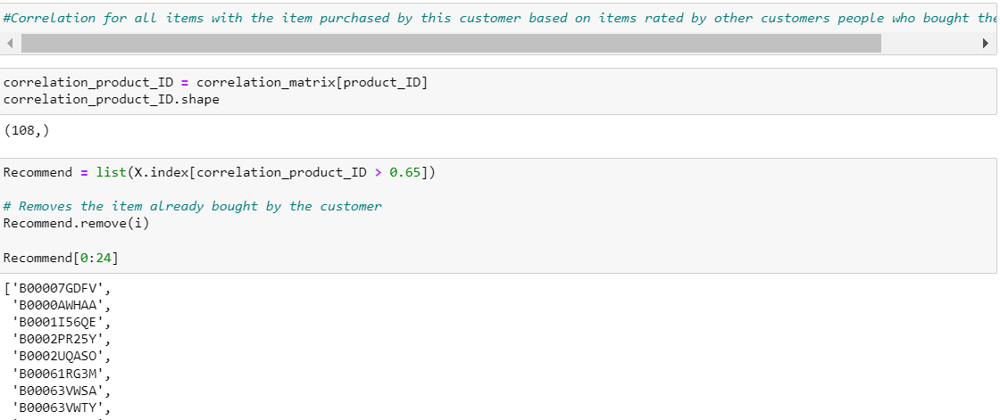 #Correlation for all items with the item purchased by this customer based on items rated by other customers people who bought the
correlation_product_ID = correlation_matrix[product_ID]
correlation_product_ID.shape
(108,)
Recommend = list(X.index[correlation_product_ID > 0.65])
# Removes the item already bought by the customer
Recommend.remove(i)
Recommend[0:24]
['B00007GDFV',
'B0000AWHAA',
'B0001I56QE',
'B0002PR25Y',
'B0002UQASO',
'B00061RG3M',
'B00063VWSA',
'B00063VWTY',